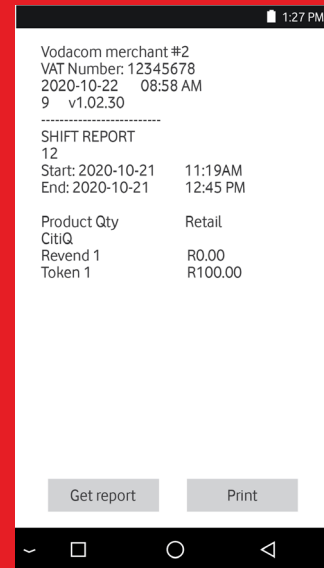 1:27 PM
Vodacom merchant #2
VAT Number: 12345678
2020-10-22 08:58 AM
9 v1.02.30
--------------------------
SHIFT REPORT
12
Start: 2020-10-21 11:19AM
End: 2020-10-21 12:45 PM
Product Qty Retail
CitiQ
Revend 1 R0.00
Token 1 R100.00
Get report Print